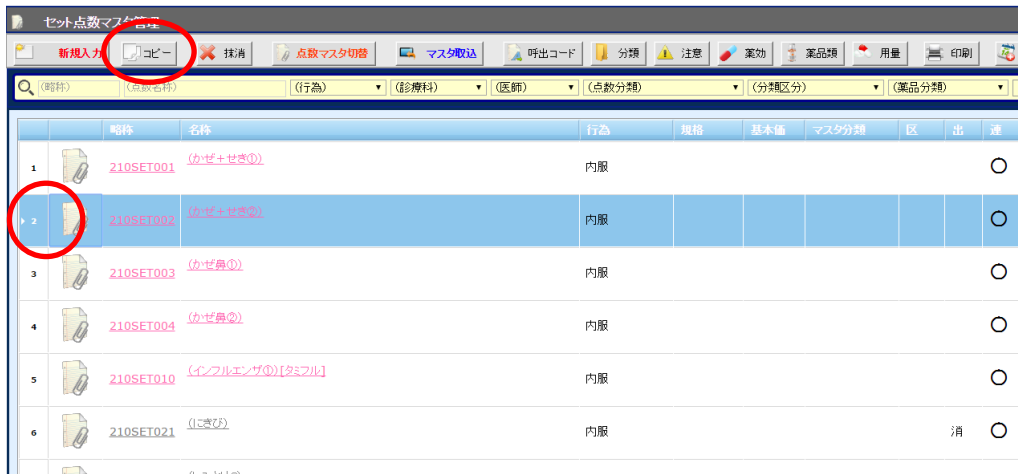 セット点数マスタ管理
新規入力 コピー 抹消 点数マスタ切替 マスタ取込 呼出コード 分類 注意 薬効 薬品類 用量 印刷
(略称) (点数名称) (行為) (診療科) (医師) (点数分類) (分類区分) (薬品分類)
略称 名称 行為 規格 基本価 マスタ分類 区 出 連
1 210SET001 (かぜ+せき①) 内服 ○
2 210SET002 (かぜ+せき②) 内服 ○
3 210SET003 (かぜ鼻①) 内服 ○
4 210SET004 (かぜ鼻②) 内服 ○
5 210SET010 (インフルエンザ①)[タミフル] 内服 ○
6 210SET021 (にきび) 内服 消 ○